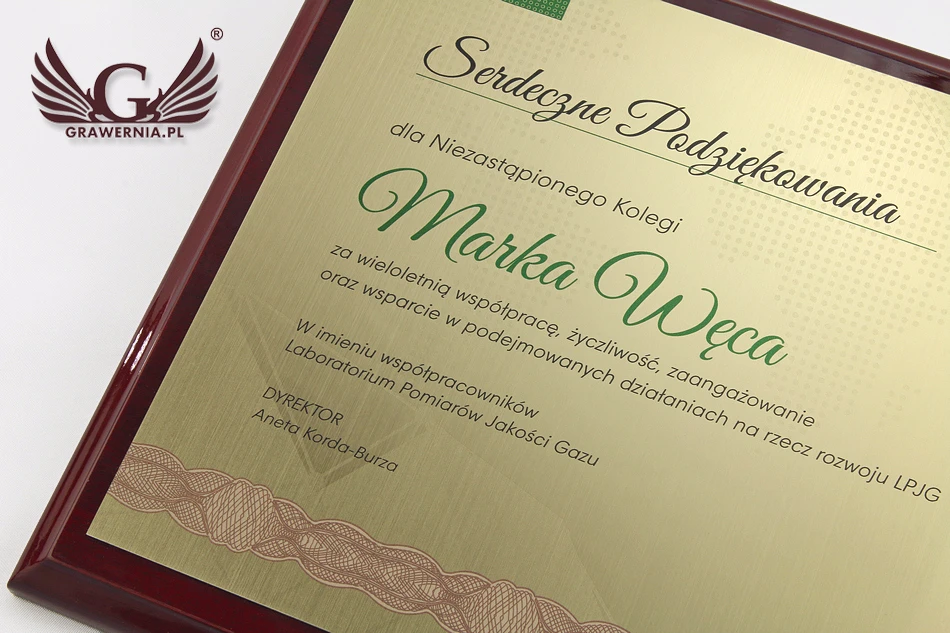 G
®
GRAWERNIA.PL
Serdeczne Podziękowania
dla Niezastąpionego Kolegi
Marka Węca
za wieloletnią współpracę, życzliwość, zaangażowanie
oraz wsparcie w podejmowanych działaniach na rzecz rozwoju LPJG
W imieniu współpracowników
Laboratorium Pomiarów Jakości Gazu
DYREKTOR
Aneta Korda-Burza